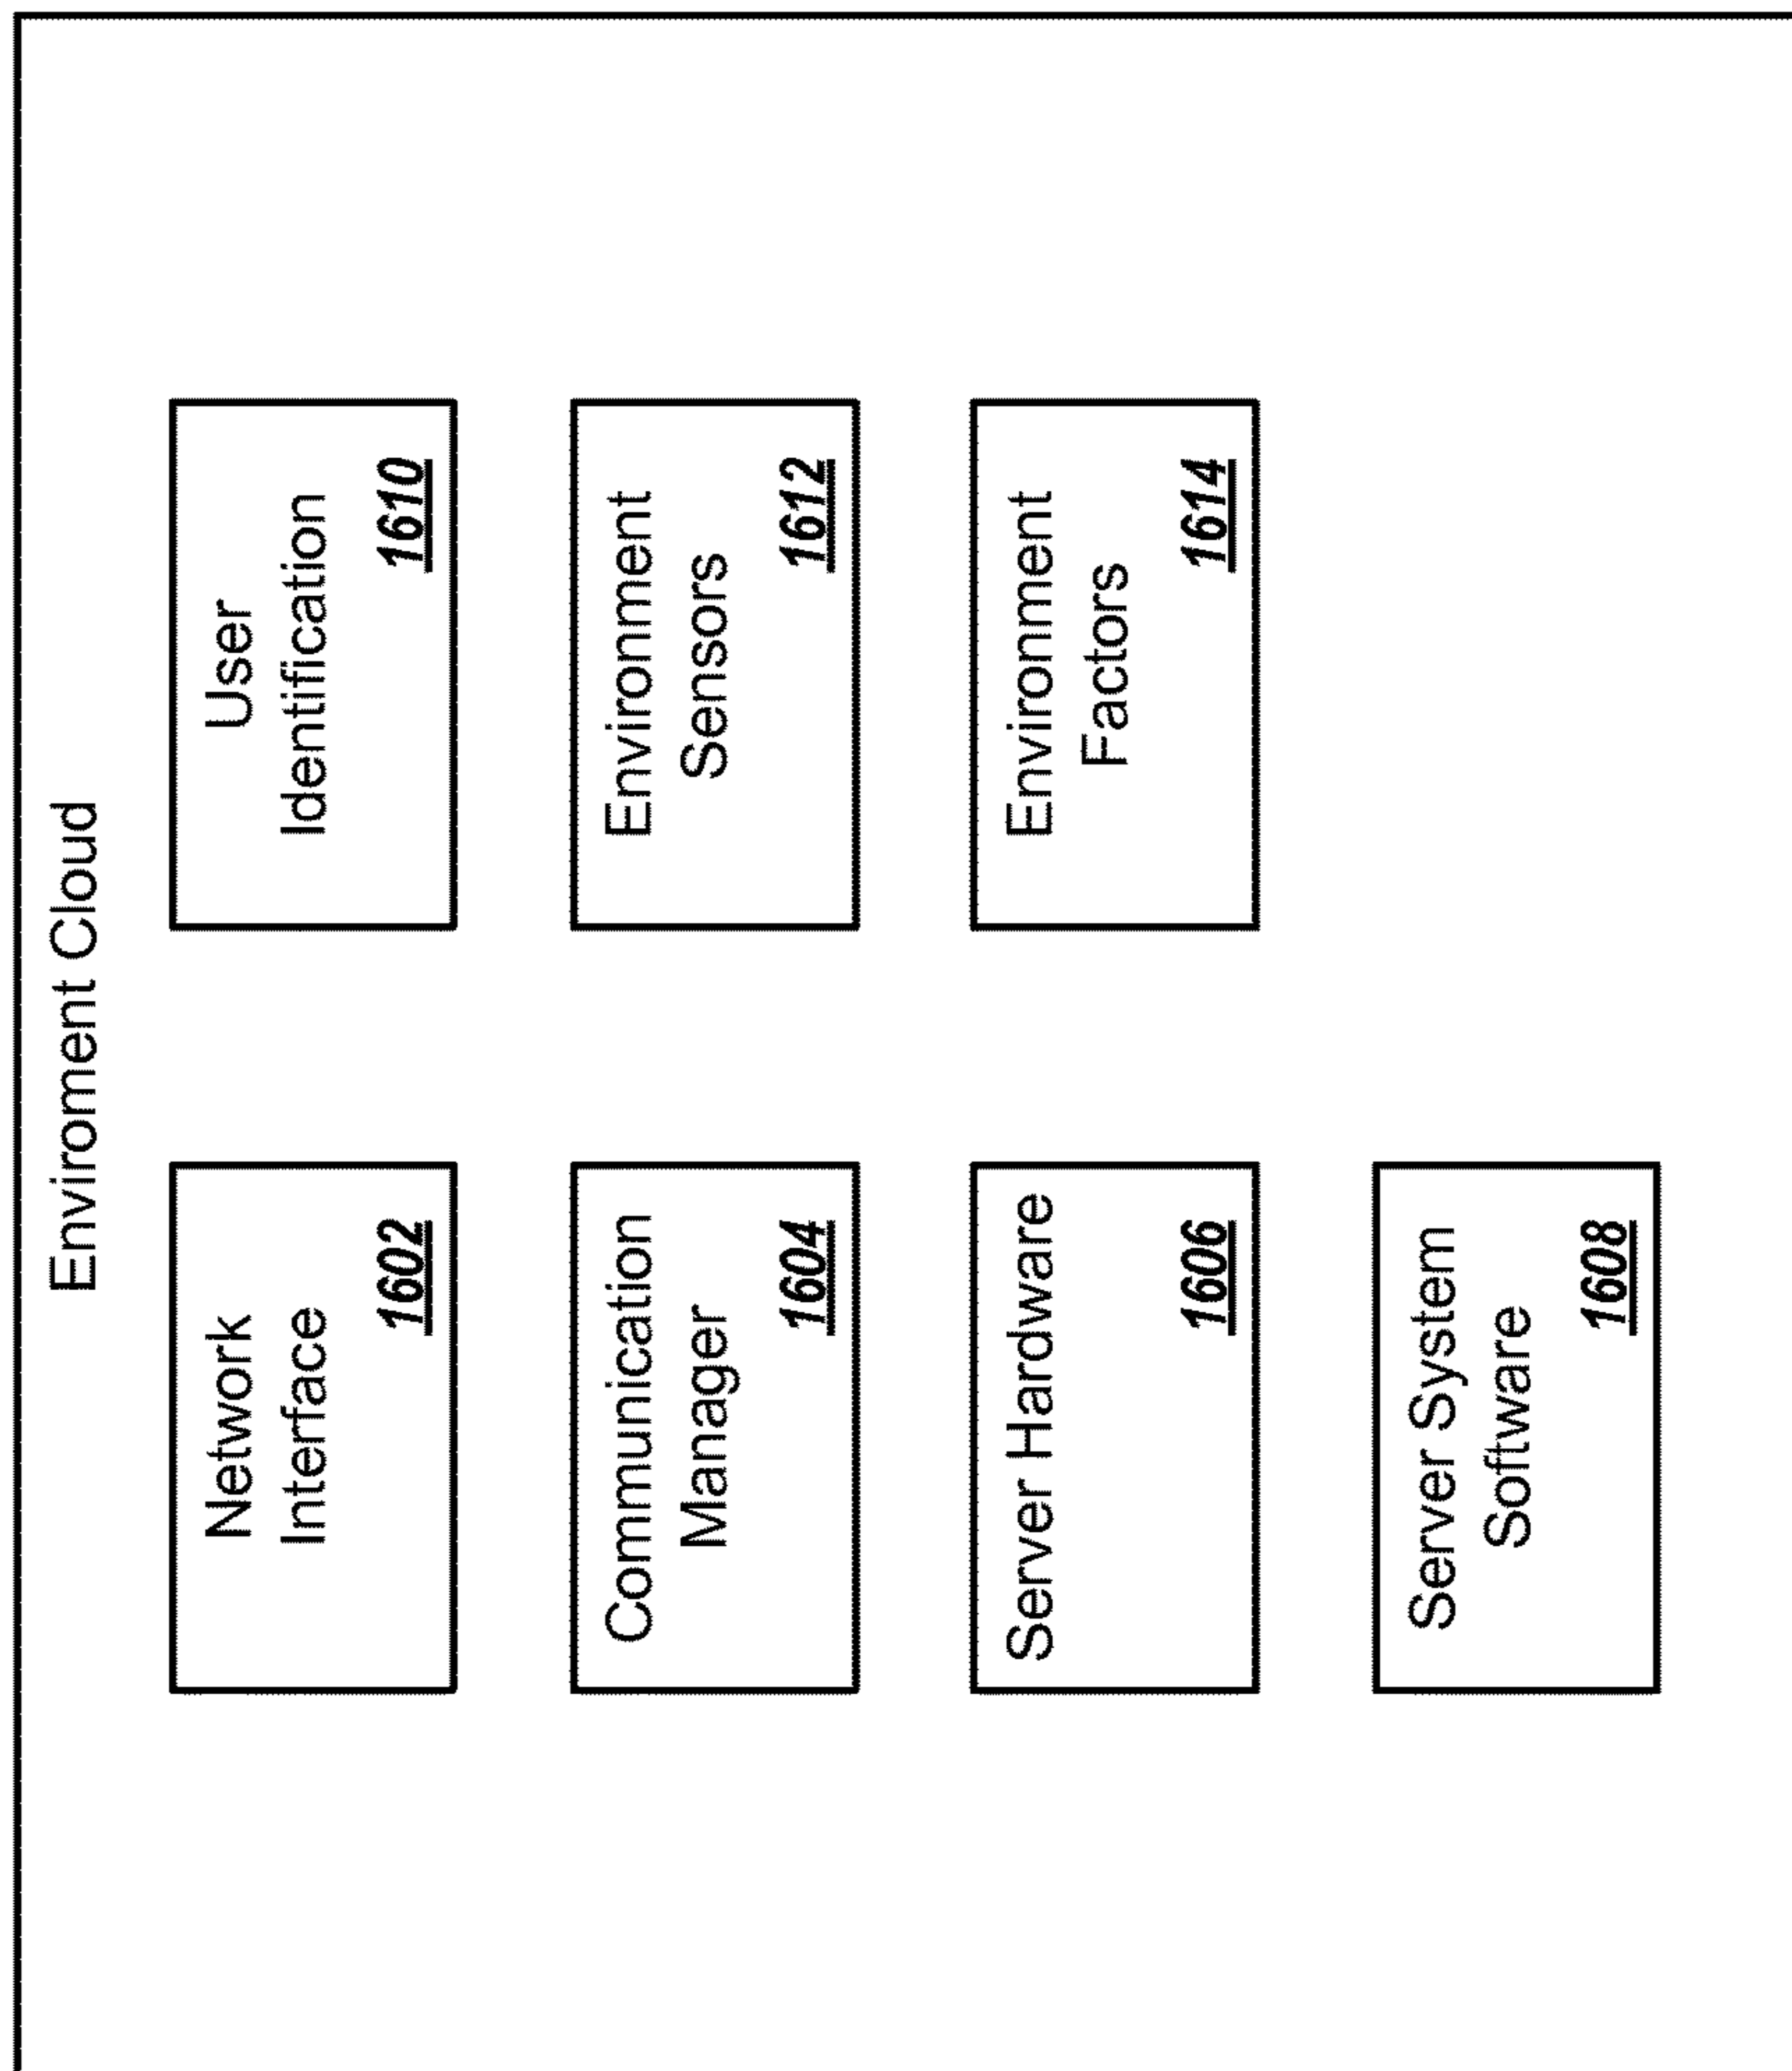 Enviroment Cloud
Network
Interface
1602
Communication
Manager
1604
Server Hardware
1606
Server System
Software
1608
User
Identification
1610
Environment
Sensors
1612
Environment
Factors
1614